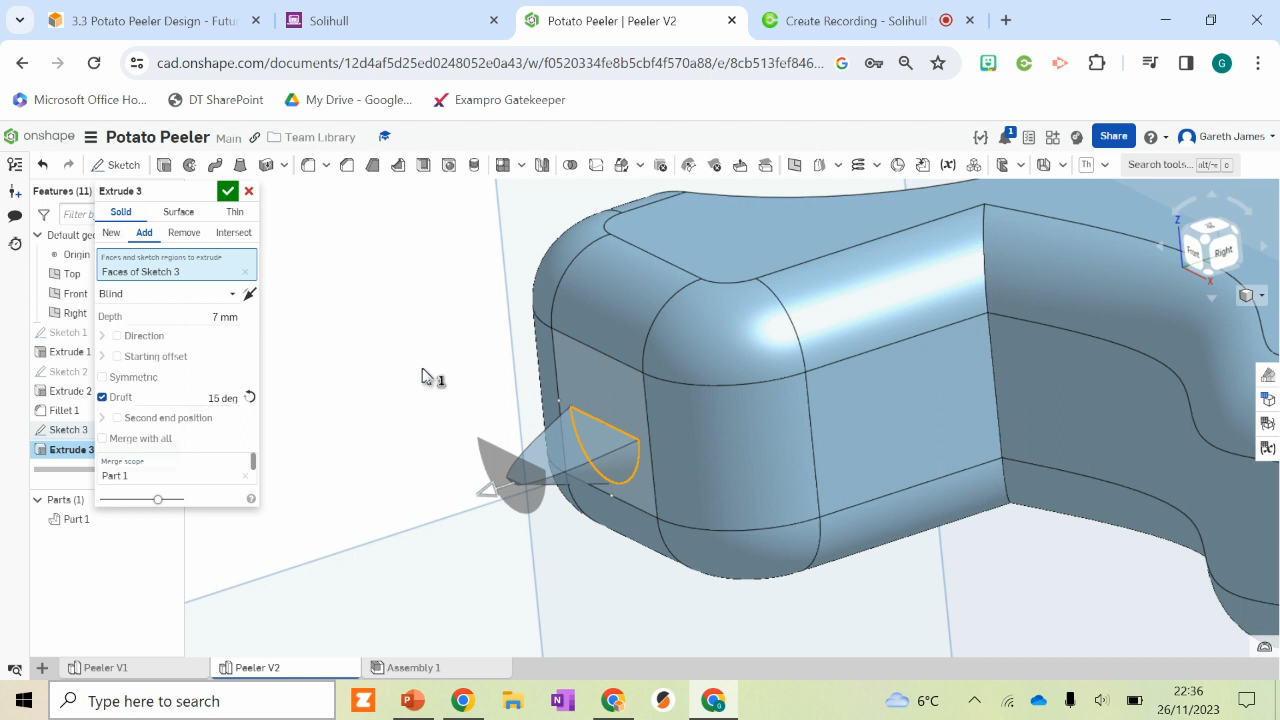 3.3 Potato Peeler Design - Futu
Solihull
Potato Peeler | Peeler V2
Create Recording - Solihull
cad.onshape.com/documents/12d4af5d25ed0248052e0a43/w/f0520334fe8b5cbf4f570a88/e/8cb513fef846...
G
Microsoft Office Ho...
DT SharePoint
My Drive - Google...
Exampro Gatekeeper
onshape
Potato Peeler
Main
Team Library
1
Share
Gareth James
Sketch
Th
Search tools...
alt/⌥ c
Features (11)
Extrude 3
Solid
Surface
Thin
Filter b
New
Add
Remove
Intersect
Default ge
Origin
Top
Front
Right
Sketch 1
Extrude 1
Sketch 2
Extrude 2
Fillet 1
Sketch 3
Extrude 3
Faces and sketch regions to extrude
Faces of Sketch 3
Blind
Depth
7 mm
Direction
Starting offset
Symmetric
Draft
15 deg
Second end position
Merge with all
Merge scope
Part 1
Parts (1)
Part 1
1
Z
Front
Right
X
Peeler V1
Peeler V2
Assembly 1
Type here to search
6°C
22:36
26/11/2023